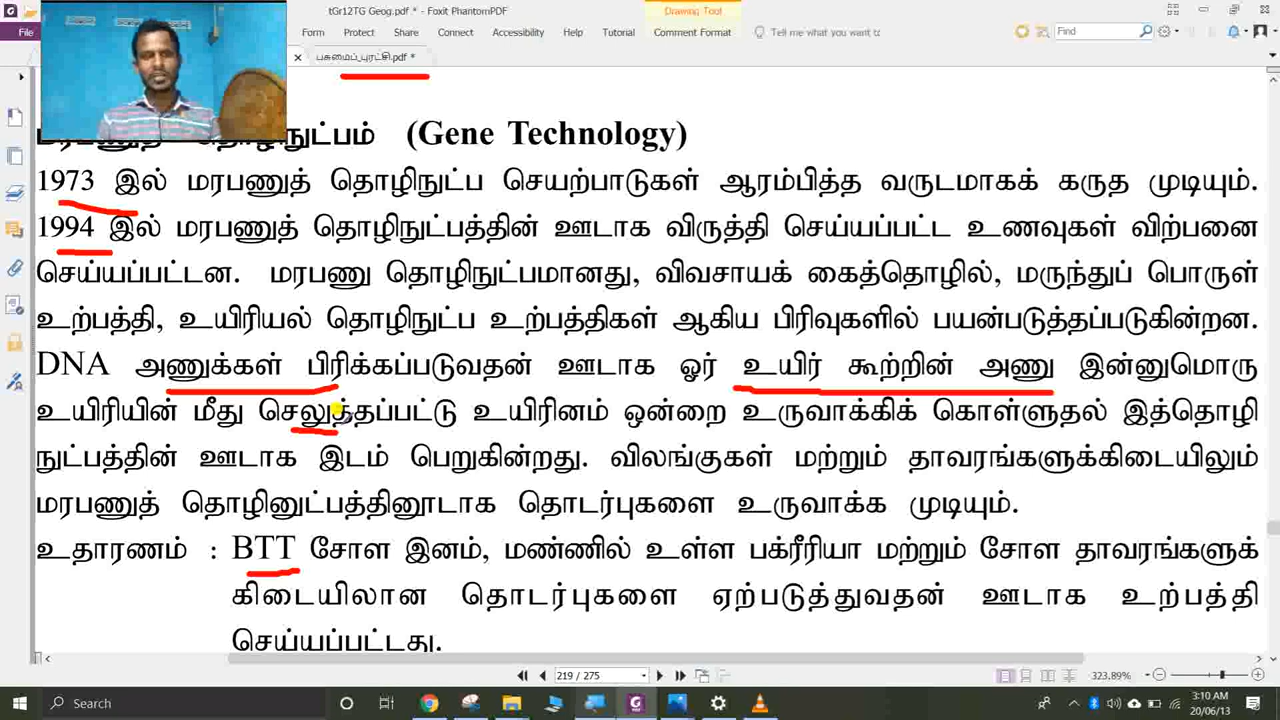 tGr12TG Geog.pdf * - Foxit PhantomPDF
Drawing Tool
File
Form Protect Share Connect Accessibility Help Tutorial Comment Format Tell me what you want to Find
பசுமைப்புரட்சி.pdf *
மரபணுத் தொழிநுட்பம் (Gene Technology)
1973 இல் மரபணுத் தொழிநுட்ப செயற்பாடுகள் ஆரம்பித்த வருடமாகக் கருத முடியும்.
1994 இல் மரபணுத் தொழிநுட்பத்தின் ஊடாக விருத்தி செய்யப்பட்ட உணவுகள் விற்பனை
செய்யப்பட்டன. மரபணு தொழிநுட்பமானது, விவசாயக் கைத்தொழில், மருந்துப் பொருள்
உற்பத்தி, உயிரியல் தொழிநுட்ப உற்பத்திகள் ஆகிய பிரிவுகளில் பயன்படுத்தப்படுகின்றன.
DNA அணுக்கள் பிரிக்கப்படுவதன் ஊடாக ஓர் உயிர் கூற்றின் அணு இன்னுமொரு
உயிரியின் மீது செலுத்தப்பட்டு உயிரினம் ஒன்றை உருவாக்கிக் கொள்ளுதல் இத்தொழி
நுட்பத்தின் ஊடாக இடம் பெறுகின்றது. விலங்குகள் மற்றும் தாவரங்களுக்கிடையிலும்
மரபணுத் தொழினுட்பத்தினூடாக தொடர்புகளை உருவாக்க முடியும்.
உதாரணம் : BTT சோள இனம், மண்ணில் உள்ள பக்ரீரியா மற்றும் சோள தாவரங்களுக்
கிடையிலான தொடர்புகளை ஏற்படுத்துவதன் ஊடாக உற்பத்தி
செய்யப்பட்டது.
219 / 275
323.89%
Search
3:10 AM
20/06/13